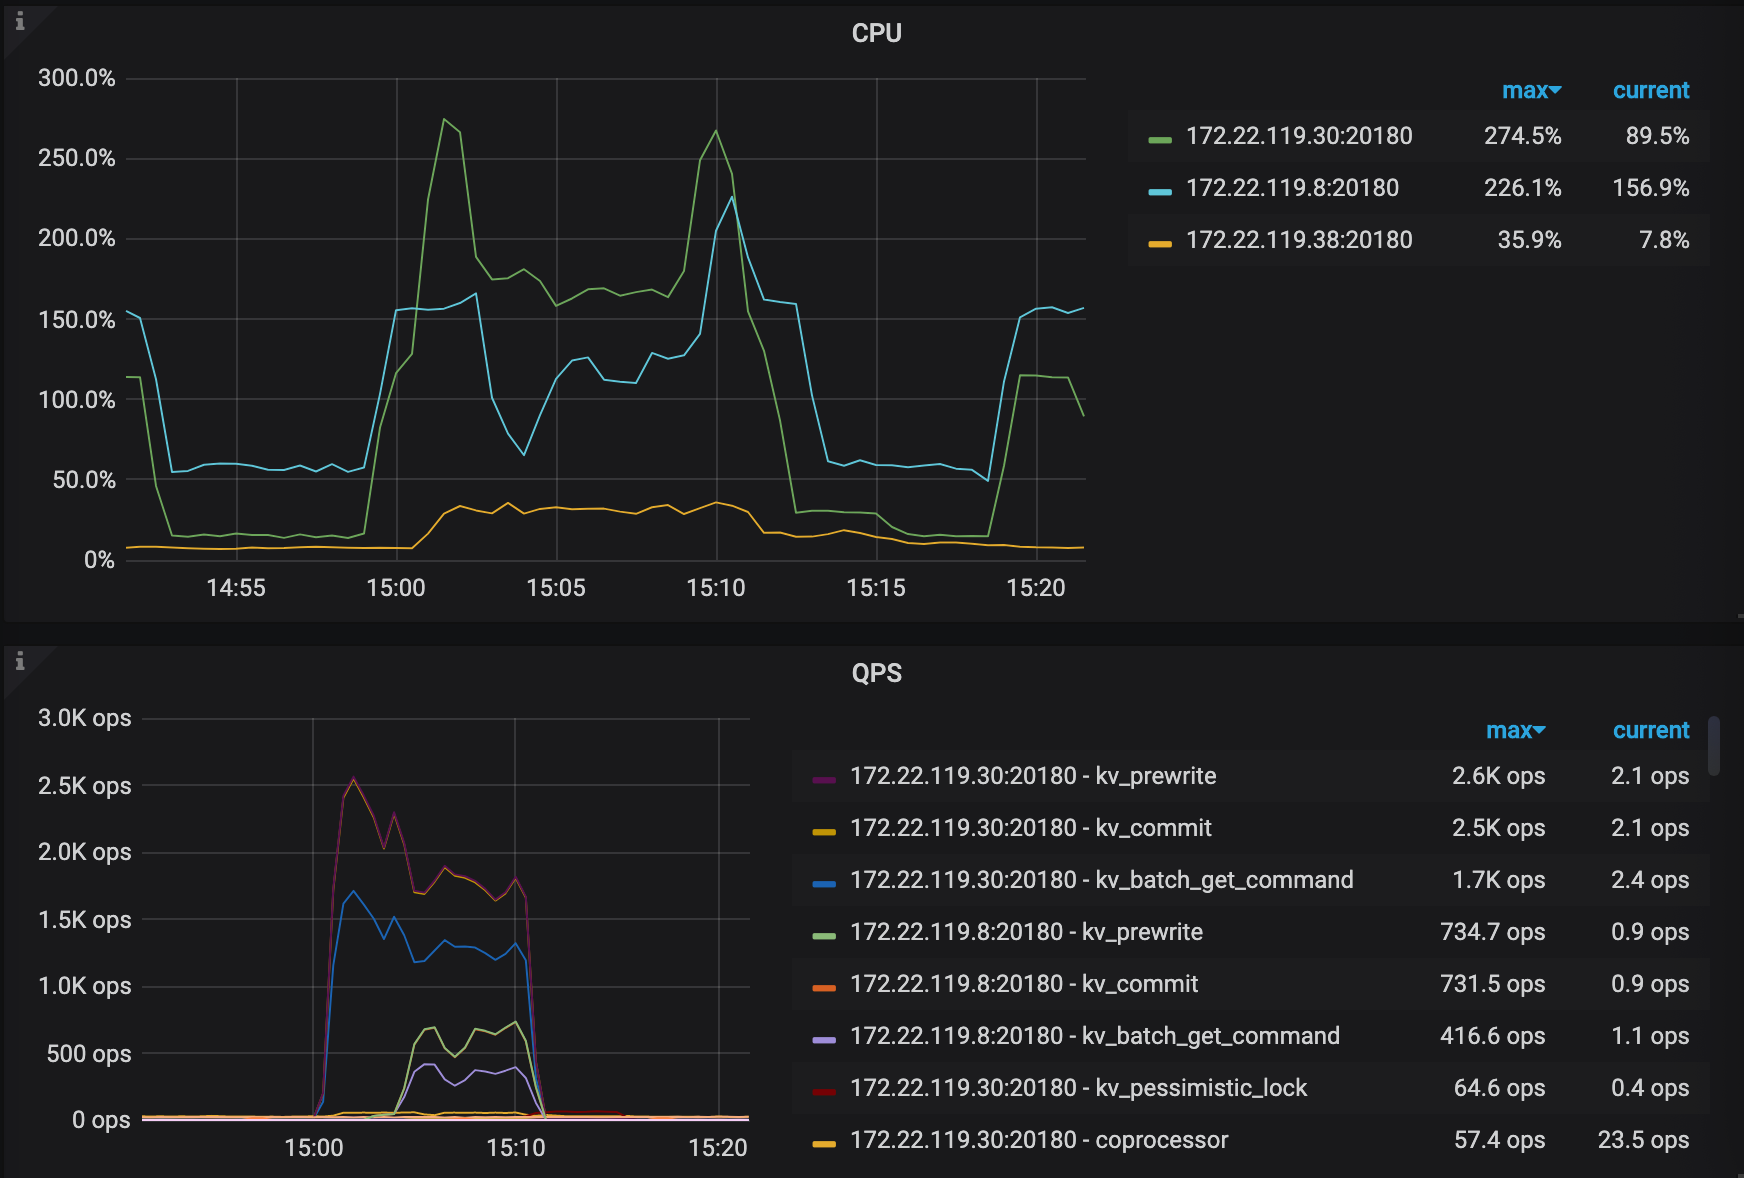 CPU
300.0%
250.0%
200.0%
150.0%
100.0%
50.0%
0%
14:55 15:00 15:05 15:10 15:15 15:20
max current
172.22.119.30:20180 274.5% 89.5%
172.22.119.8:20180 226.1% 156.9%
172.22.119.38:20180 35.9% 7.8%
QPS
3.0K ops
2.5K ops
2.0K ops
1.5K ops
1.0K ops
500 ops
0 ops
15:00 15:10 15:20
max current
172.22.119.30:20180 - kv_prewrite 2.6K ops 2.1 ops
172.22.119.30:20180 - kv_commit 2.5K ops 2.1 ops
172.22.119.30:20180 - kv_batch_get_command 1.7K ops 2.4 ops
172.22.119.8:20180 - kv_prewrite 734.7 ops 0.9 ops
172.22.119.8:20180 - kv_commit 731.5 ops 0.9 ops
172.22.119.8:20180 - kv_batch_get_command 416.6 ops 1.1 ops
172.22.119.30:20180 - kv_pessimistic_lock 64.6 ops 0.4 ops
172.22.119.30:20180 - coprocessor 57.4 ops 23.5 ops